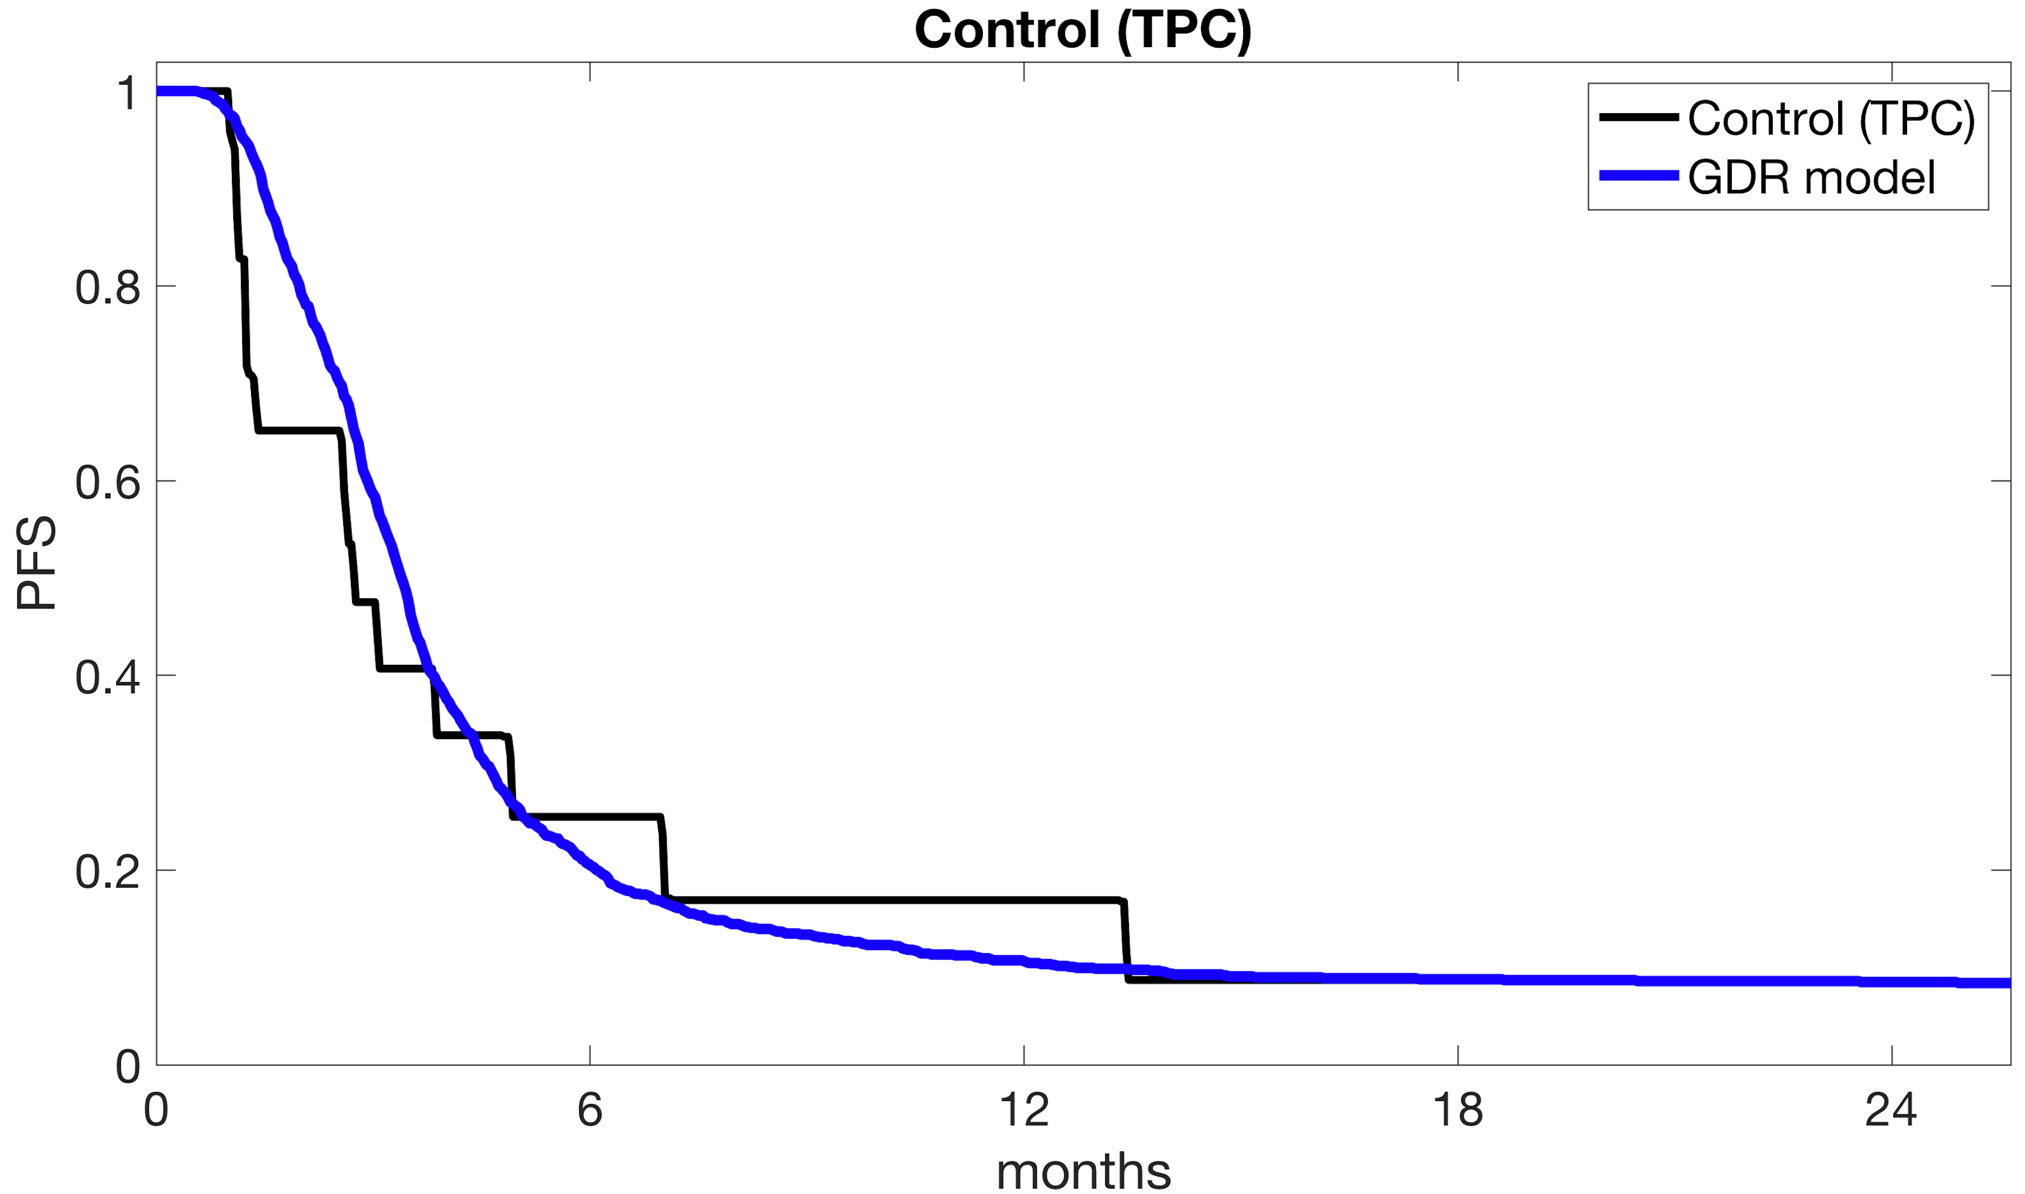 Control (TPC)
Control (TPC)
GDR model
PFS
1
0.8
0.6
0.4
0.2
0
0 6 12 18 24
months